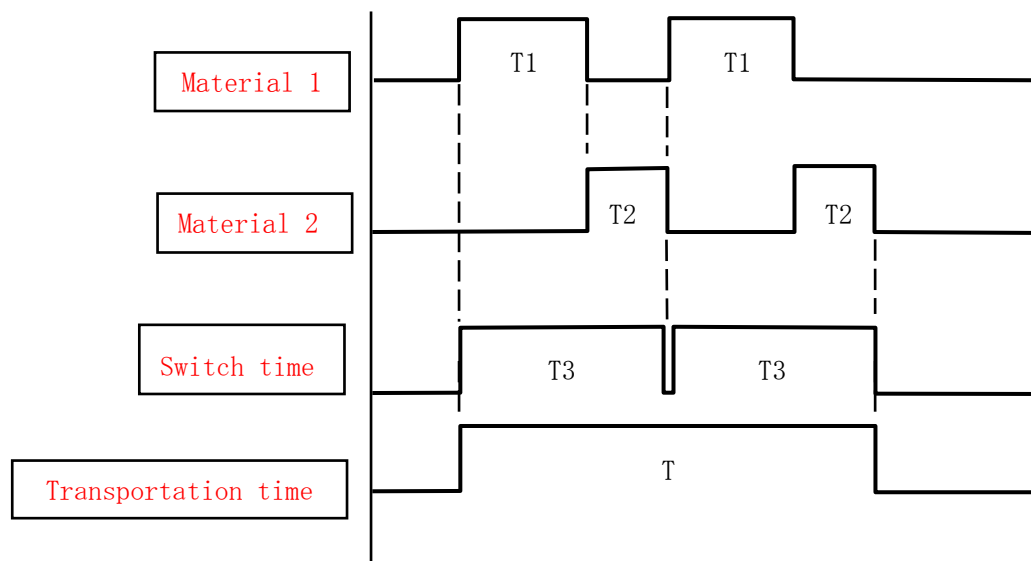 Material 1
T1
T1
Material 2
T2
T2
Switch time
T3
T3
Transportation time
T